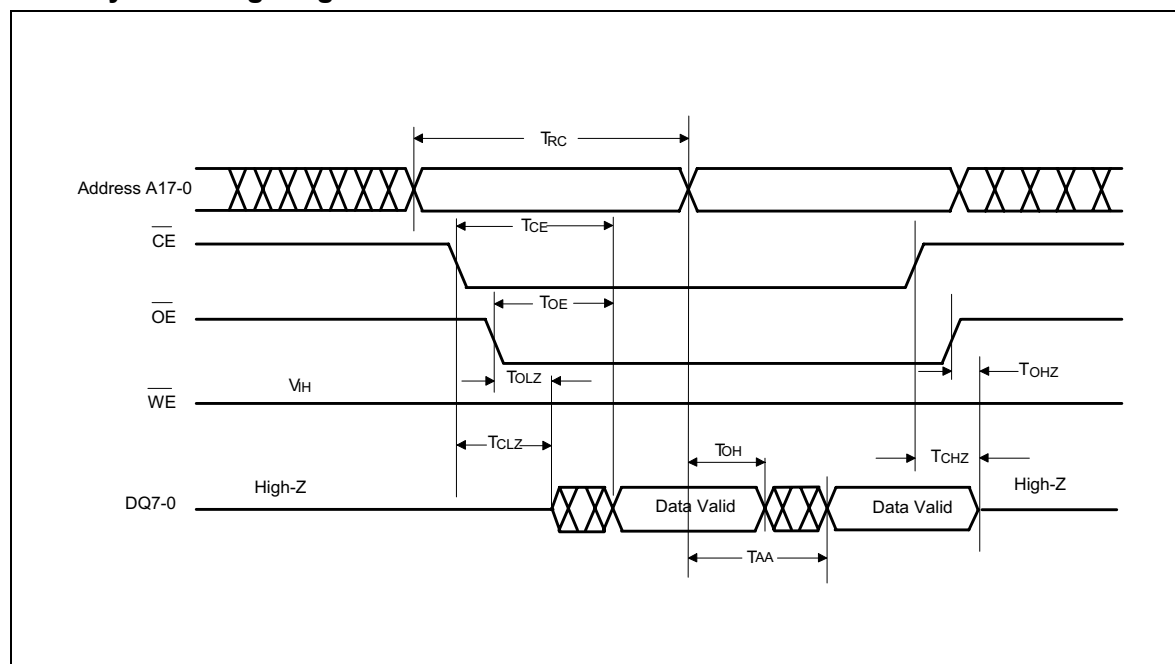 TRC
Address A17-0
TCE
CE
TOE
OE
TOLZ
TOHZ
VIH
WE
TCLZ
TOH
TCHZ
High-Z
High-Z
DQ7-0
Data Valid
Data Valid
TAA